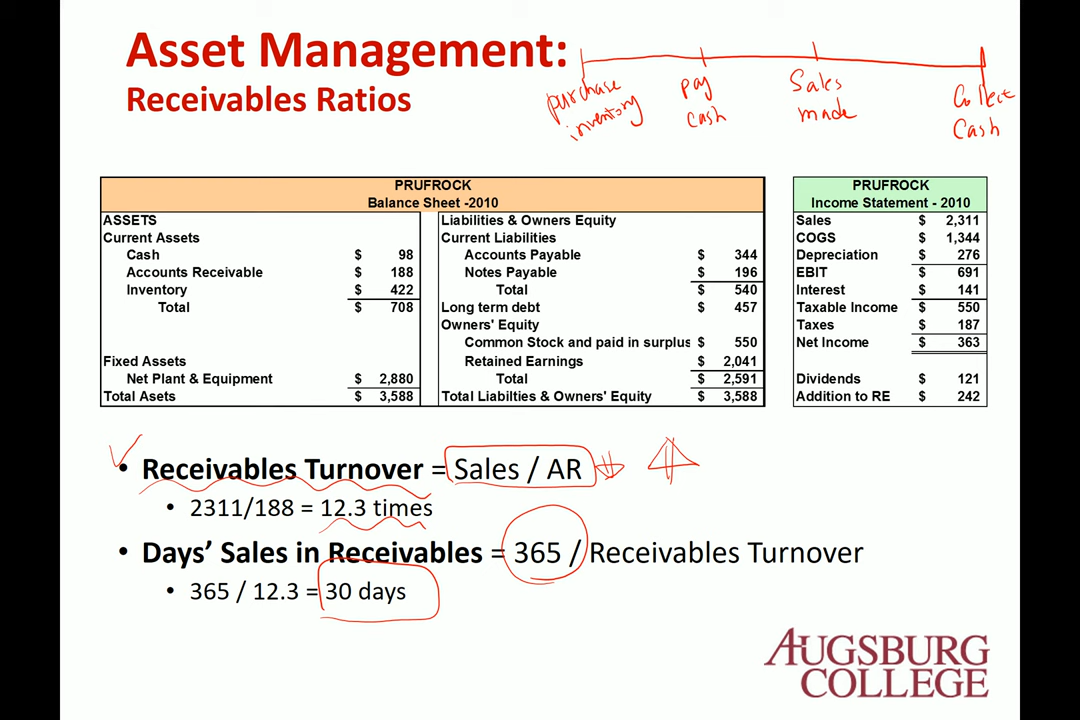 Asset Management:
Receivables Ratios
purchase inventory
pay cash
Sales made
Collect Cash
PRUFROCK
Balance Sheet -2010
ASSETS Liabilities & Owners Equity
Current Assets Current Liabilities
Cash $ 98 Accounts Payable $ 344
Accounts Receivable $ 188 Notes Payable $ 196
Inventory $ 422 Total $ 540
Total $ 708 Long term debt $ 457
Owners' Equity
Common Stock and paid in surplus $ 550
Fixed Assets Retained Earnings $ 2,041
Net Plant & Equipment $ 2,880 Total $ 2,591
Total Asets $ 3,588 Total Liabilties & Owners' Equity $ 3,588
PRUFROCK
Income Statement - 2010
Sales $ 2,311
COGS $ 1,344
Depreciation $ 276
EBIT $ 691
Interest $ 141
Taxable Income $ 550
Taxes $ 187
Net Income $ 363
Dividends $ 121
Addition to RE $ 242
• Receivables Turnover = Sales / AR
• 2311/188 = 12.3 times
• Days' Sales in Receivables = 365 / Receivables Turnover
• 365 / 12.3 = 30 days
AUGSBURG
COLLEGE